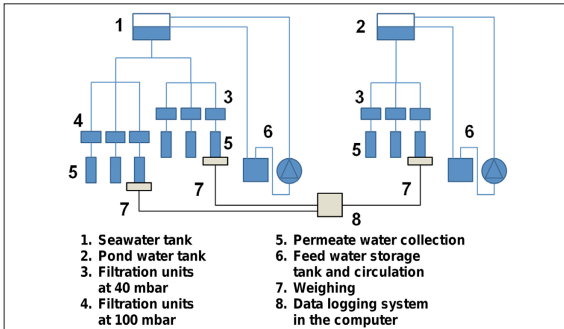 1
2
3
3
4
5
6
6
5
5
7
7
7
8
1. Seawater tank
2. Pond water tank
3. Filtration units
at 40 mbar
4. Filtration units
at 100 mbar
5. Permeate water collection
6. Feed water storage
tank and circulation
7. Weighing
8. Data logging system
in the computer